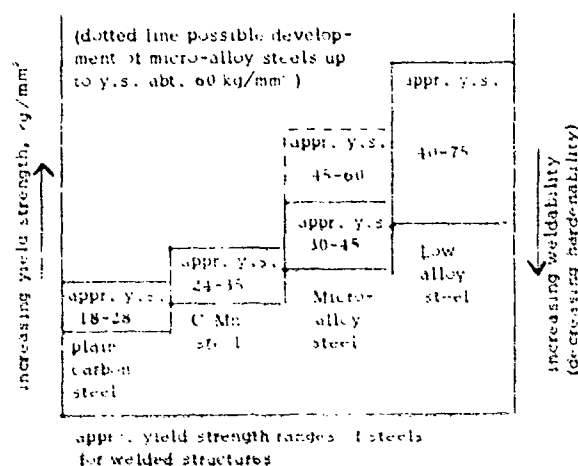 (dotted line possible develop-
ment of micro-alloy steels up
to y.s. abt. 60 kg/mm² )
appr. y.s.
40-75
appr. y.s.
45-60
appr. y.s
30-45
appr. y.s.
24-35
appr. y.s.
18-28
plain
carbon
steel
C Mn
steel
Micro-
alloy
steel
Low
alloy
steel
increasing yield strength, kg/mm²
increasing weldability
(decreasing hardenability)
appr. yield strength ranges of steels
for welded structures